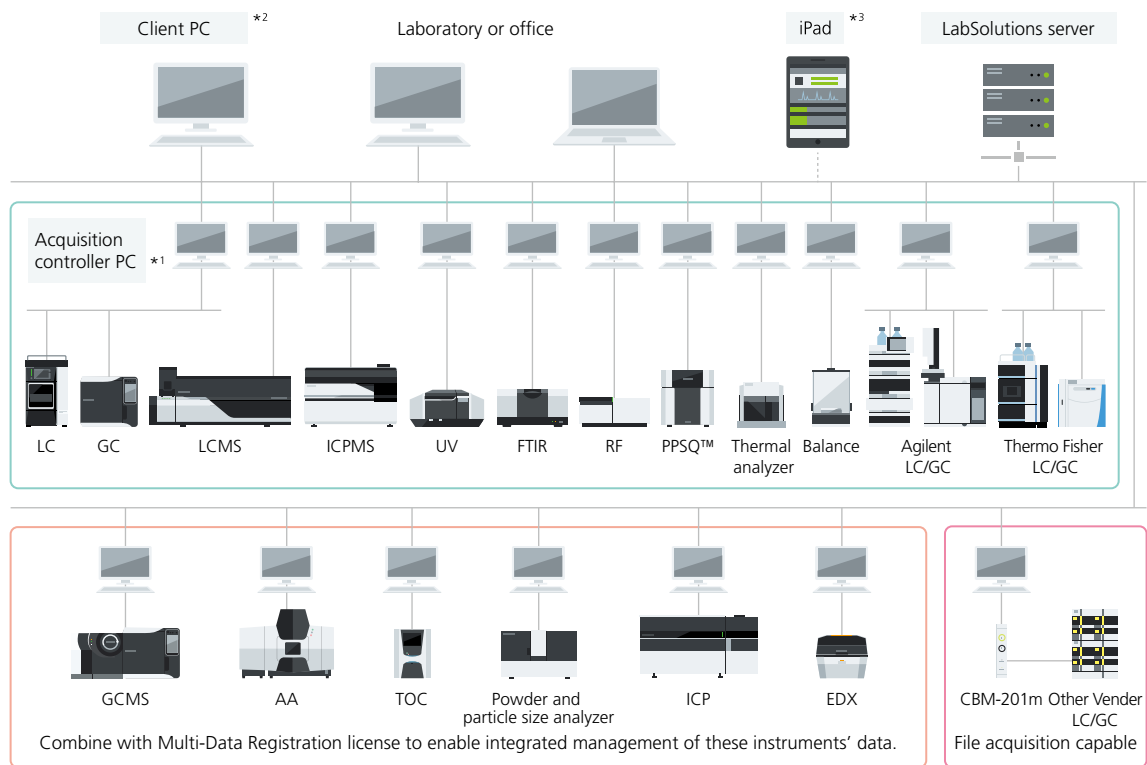 Client PC *2
Laboratory or office
iPad *3
LabSolutions server
Acquisition
controller PC *1
LC
GC
LCMS
ICPMS
UV
FTIR
RF
PPSQ™
Thermal
analyzer
Balance
Agilent
LC/GC
Thermo Fisher
LC/GC
GCMS
AA
TOC
Powder and
particle size analyzer
ICP
EDX
CBM-201m
Other Vender
LC/GC
Combine with Multi-Data Registration license to enable integrated management of these instruments’ data.
File acquisition capable